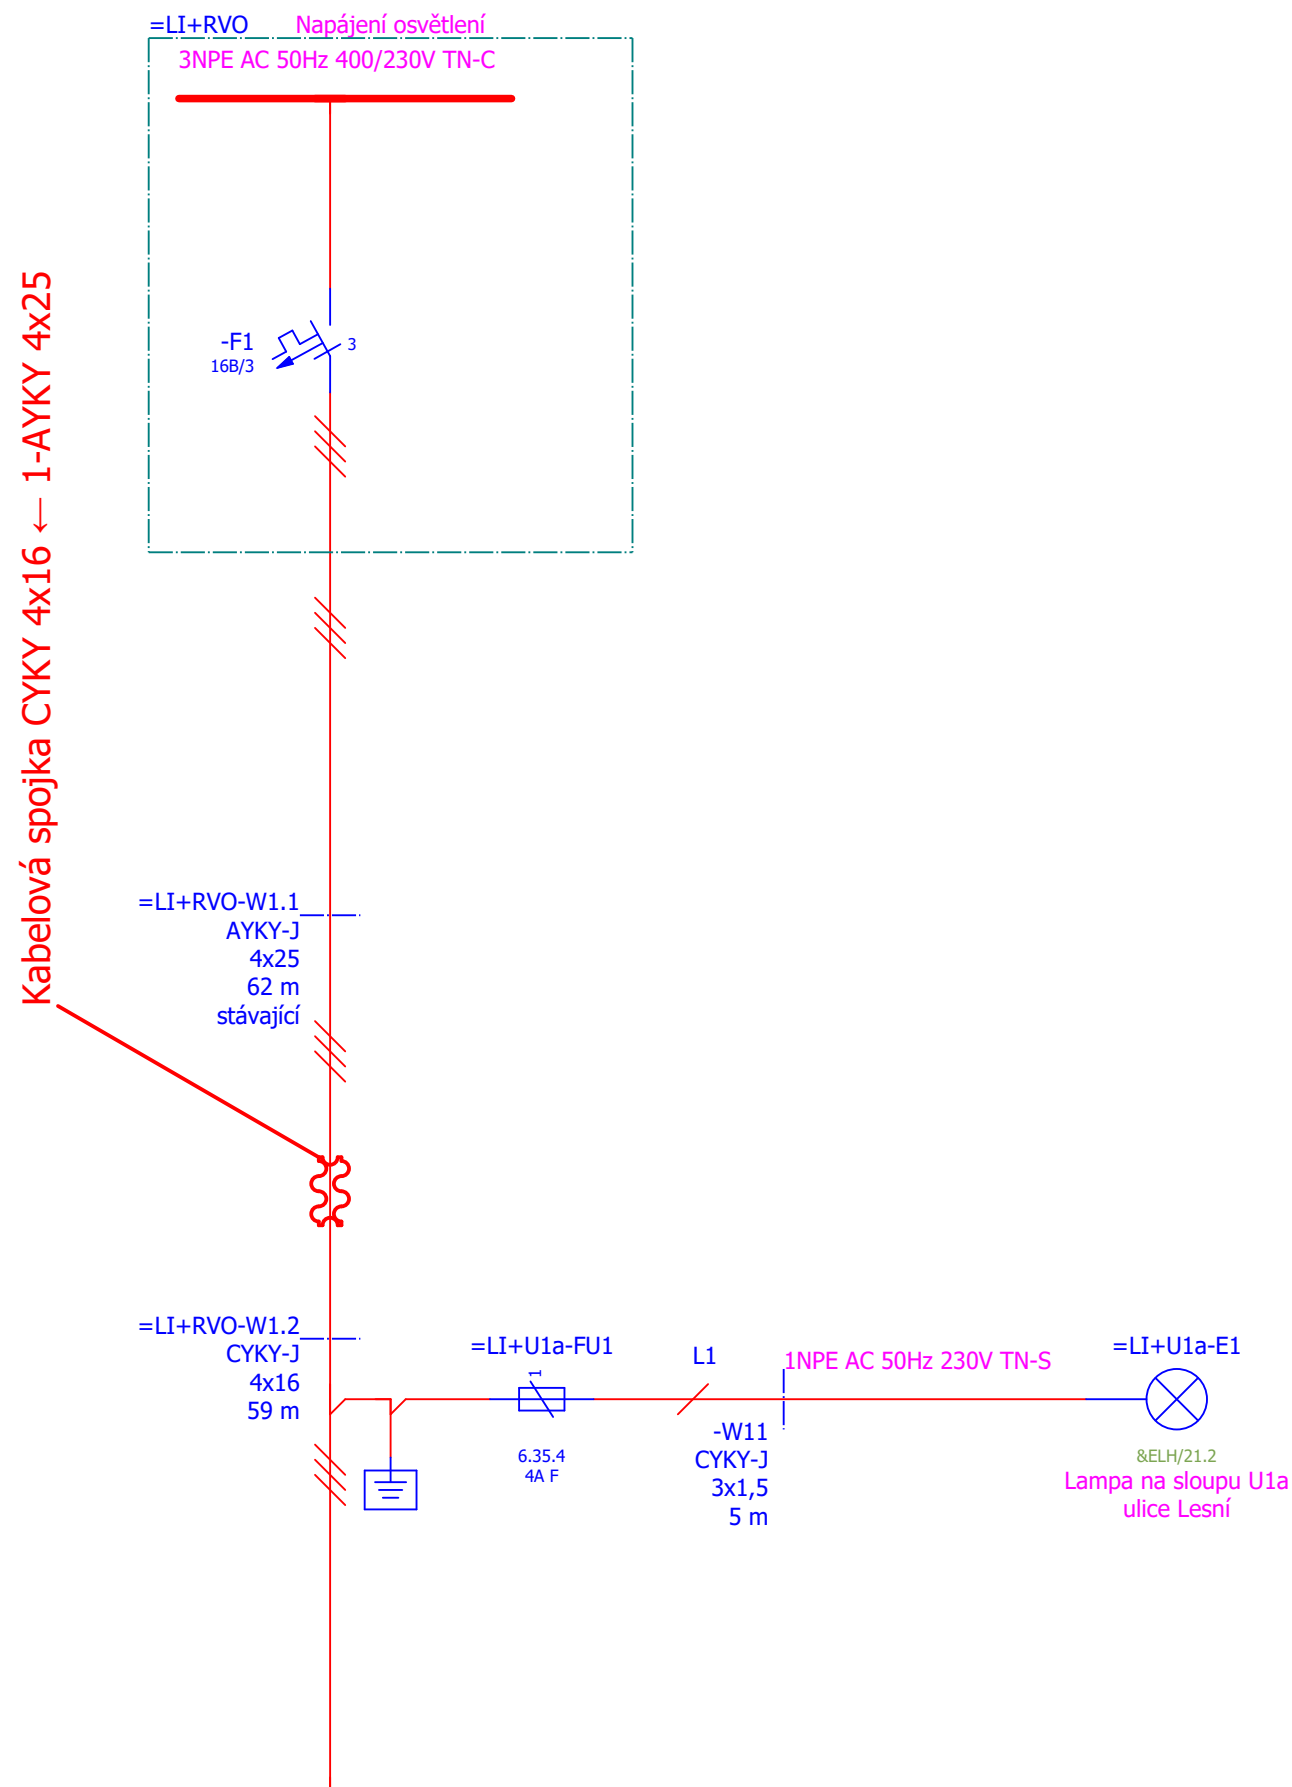 =LI+RVO
Napájení osvětlení
3NPE AC 50Hz 400/230V TN-C
-F1
16B/3
3
Kabelová spojka CYKY 4x16 ← 1-AYKY 4x25
=LI+RVO-W1.1
AYKY-J
4x25
62 m
stávající
=LI+RVO-W1.2
CYKY-J
4x16
59 m
=LI+U1a-FU1
1
6.35.4
4A F
L1
1NPE AC 50Hz 230V TN-S
-W11
CYKY-J
3x1,5
5 m
=LI+U1a-E1
&ELH/21.2
Lampa na sloupu U1a
ulice Lesní